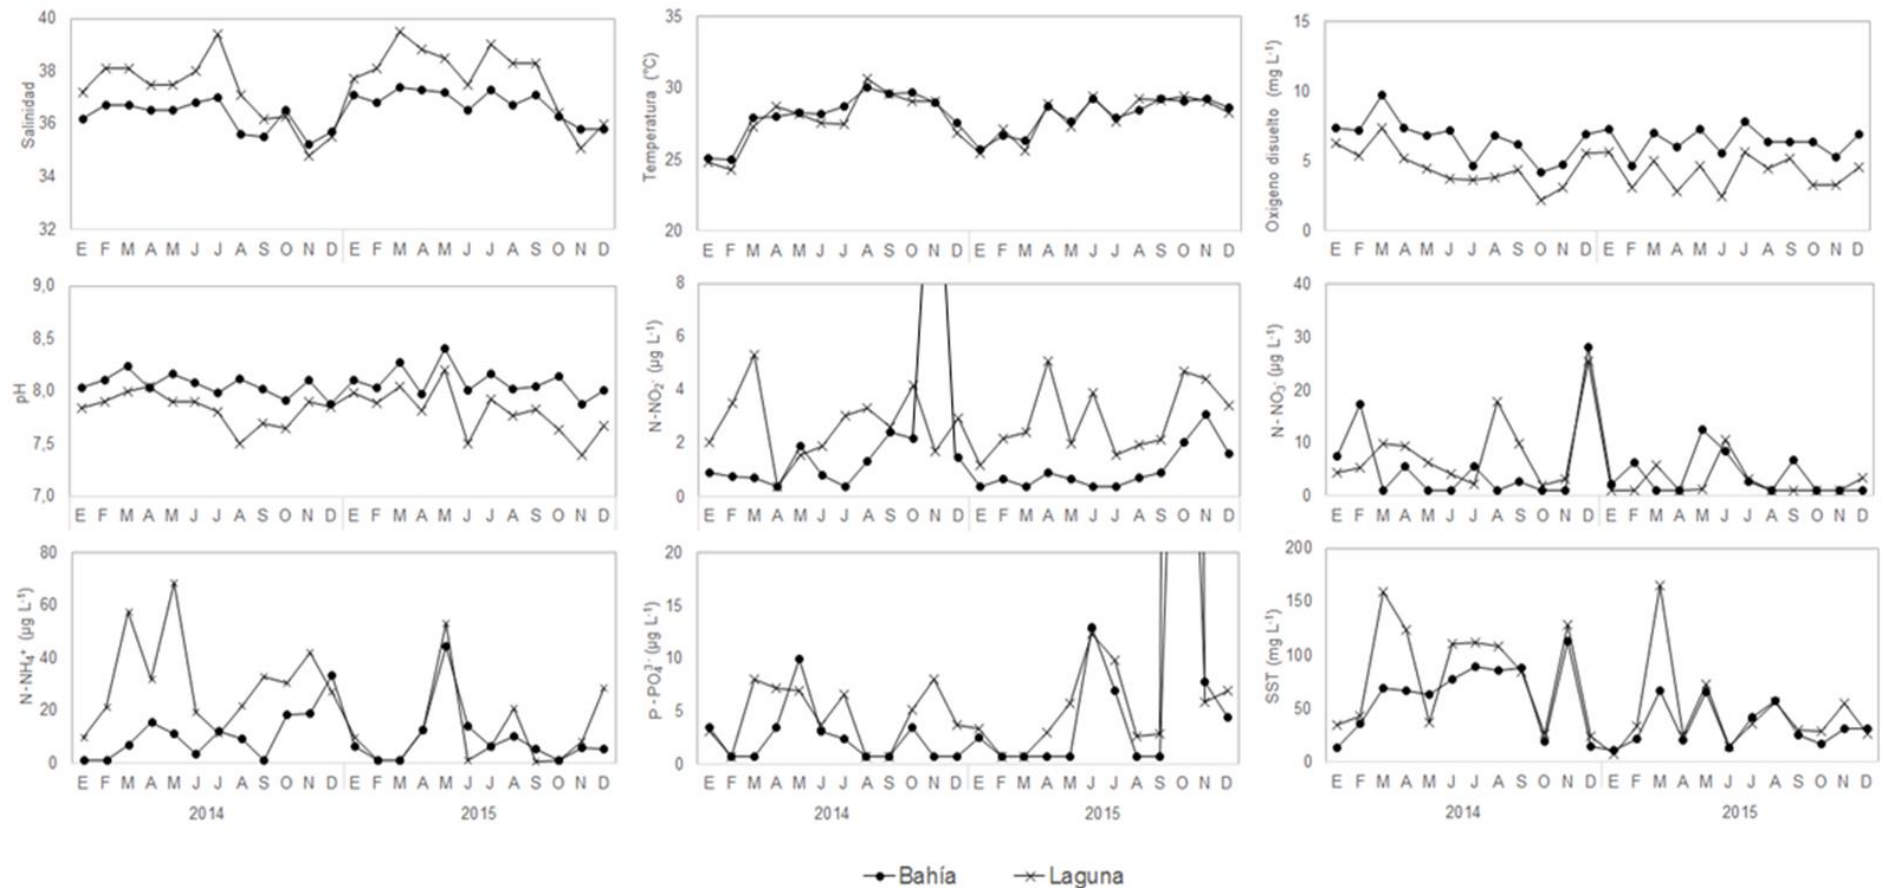 Salinidad
40
38
36
34
32
E F M A M J J A S O N D E F M A M J J A S O N D
Temperatura (°C)
35
30
25
20
E F M A M J J A S O N D E F M A M J J A S O N D
Oxigeno disuelto (mg L⁻¹)
15
10
5
0
E F M A M J J A S O N D E F M A M J J A S O N D
pH
9,0
8,5
8,0
7,5
7,0
E F M A M J J A S O N D E F M A M J J A S O N D
N-NO₂⁻ (µg L⁻¹)
8
6
4
2
0
E F M A M J J A S O N D E F M A M J J A S O N D
N- NO₃⁻ (µg L⁻¹)
40
30
20
10
0
E F M A M J J A S O N D E F M A M J J A S O N D
N-NH₄⁺ (µg L⁻¹)
80
60
40
20
0
E F M A M J J A S O N D E F M A M J J A S O N D
2014 2015
P - PO₄³⁻ (µg L⁻¹)
20
15
10
5
0
E F M A M J J A S O N D E F M A M J J A S O N D
2014 2015
SST (mg L⁻¹)
200
150
100
50
0
E F M A M J J A S O N D E F M A M J J A S O N D
2014 2015
Bahía Laguna